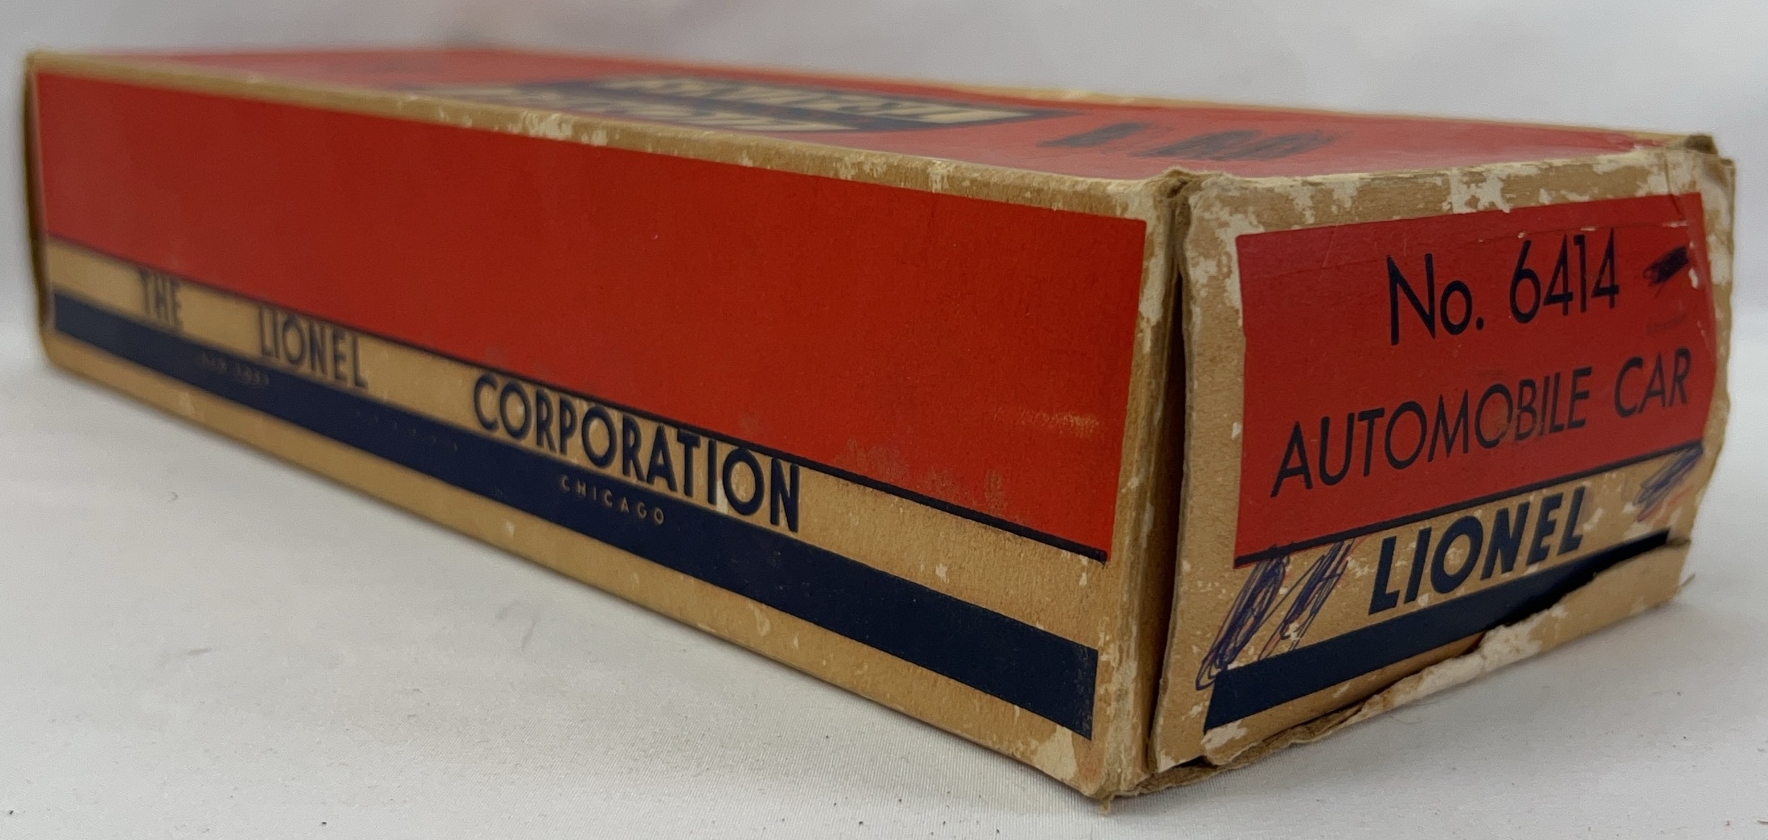 THE LIONEL CORPORATION
CHICAGO
No. 6414
AUTOMOBILE CAR
LIONEL